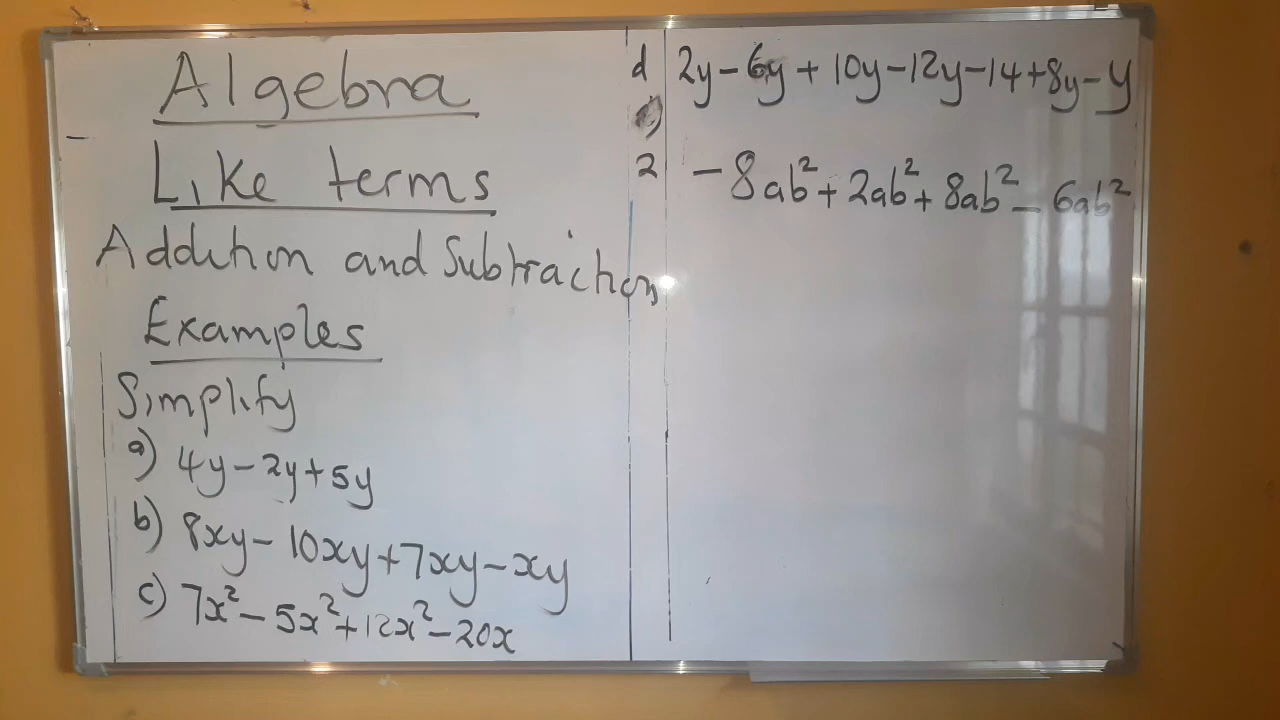 Algebra
Like terms
Addition and Subtraction
Examples
Simplify
a) 4y-2y+5y
b) 8xy-10xy+7xy-xy
c) 7x²-5x²+12x²-20x
d 2y-6y+10y-12y-14+8y-y
2 -8ab²+2ab²+8ab²-6ab²